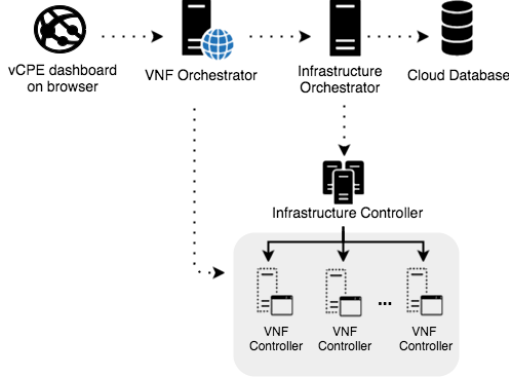 vCPE dashboard
on browser
VNF Orchestrator
Infrastructure
Orchestrator
Cloud Database
Infrastructure Controller
...
VNF
Controller
VNF
Controller
VNF
Controller